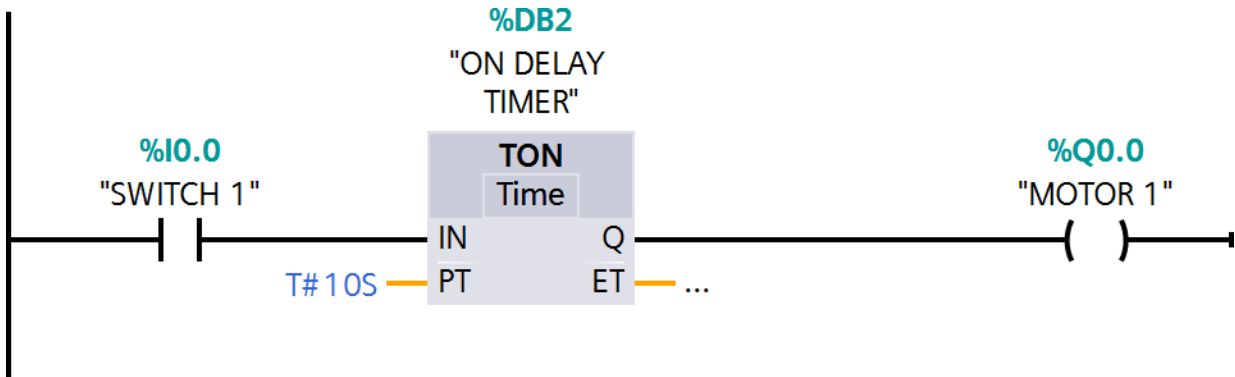 %DB2
"ON DELAY
TIMER"
%I0.0
"SWITCH 1"
TON
Time
%Q0.0
"MOTOR 1"
IN
Q
T#10S
PT
ET
...